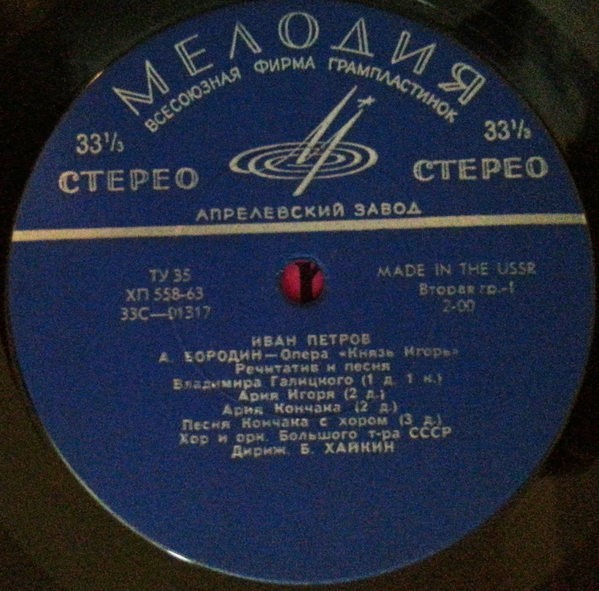 МЕЛОДИЯ
ВСЕСОЮЗНАЯ ФИРМА ГРАМПЛАСТИНОК
33⅓ 33⅓
СТЕРЕО СТЕРЕО
АПРЕЛЕВСКИЙ ЗАВОД
ТУ 35 MADE IN THE USSR
ХП 558-63 Вторая гр.-1
33С—01317 2-00
ИВАН ПЕТРОВ
А. БОРОДИН — Опера «Князь Игорь»
Речитатив и песня
Владимира Галицкого (1 д. 1 к.)
Ария Игоря (2 д.)
Ария Кончака (2 д.)
Песня Кончака с хором (3 д.)
Хор и орк. Большого т-ра СССР
Дириж. Б. ХАЙКИН